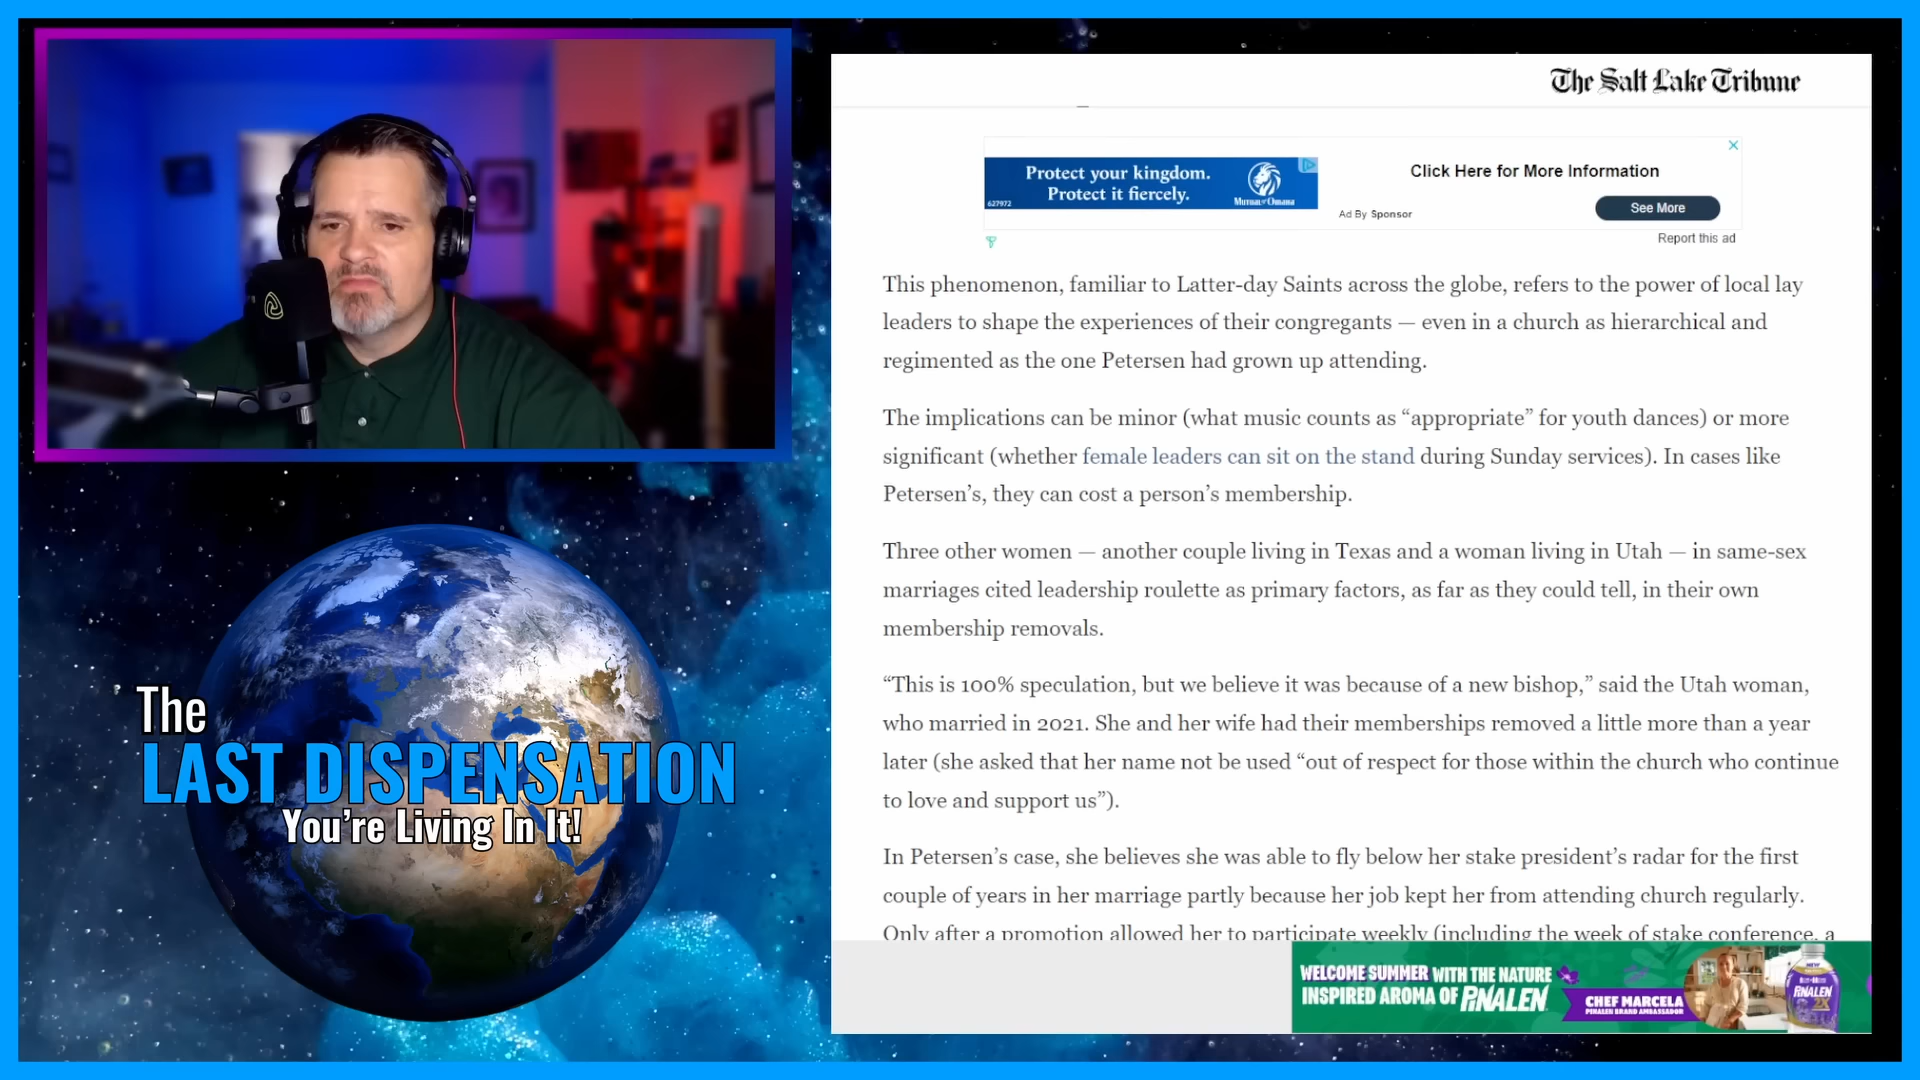 The Salt Lake Tribune
Protect your kingdom.
Protect it fiercely.
627972
Mutual of Omaha
Click Here for More Information
Ad By Sponsor
See More
Report this ad
This phenomenon, familiar to Latter-day Saints across the globe, refers to the power of local lay
leaders to shape the experiences of their congregants — even in a church as hierarchical and
regimented as the one Petersen had grown up attending.
The implications can be minor (what music counts as “appropriate” for youth dances) or more
significant (whether female leaders can sit on the stand during Sunday services). In cases like
Petersen’s, they can cost a person’s membership.
Three other women — another couple living in Texas and a woman living in Utah — in same-sex
marriages cited leadership roulette as primary factors, as far as they could tell, in their own
membership removals.
“This is 100% speculation, but we believe it was because of a new bishop,” said the Utah woman,
who married in 2021. She and her wife had their memberships removed a little more than a year
later (she asked that her name not be used “out of respect for those within the church who continue
to love and support us”).
In Petersen’s case, she believes she was able to fly below her stake president’s radar for the first
couple of years in her marriage partly because her job kept her from attending church regularly.
Only after a promotion allowed her to participate weekly (including the week of stake conference, a
The
LAST DISPENSATION
You’re Living In It!
WELCOME SUMMER WITH THE NATURE
INSPIRED AROMA OF PINALEN
CHEF MARCELA
PINALEN BRAND AMBASSADOR
NEW
PINALEN
2X